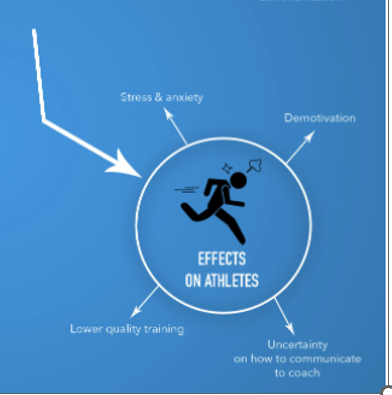 Stress & anxiety
Demotivation
EFFECTS
ON ATHLETES
Lower quality training
Uncertainty
on how to communicate
to coach